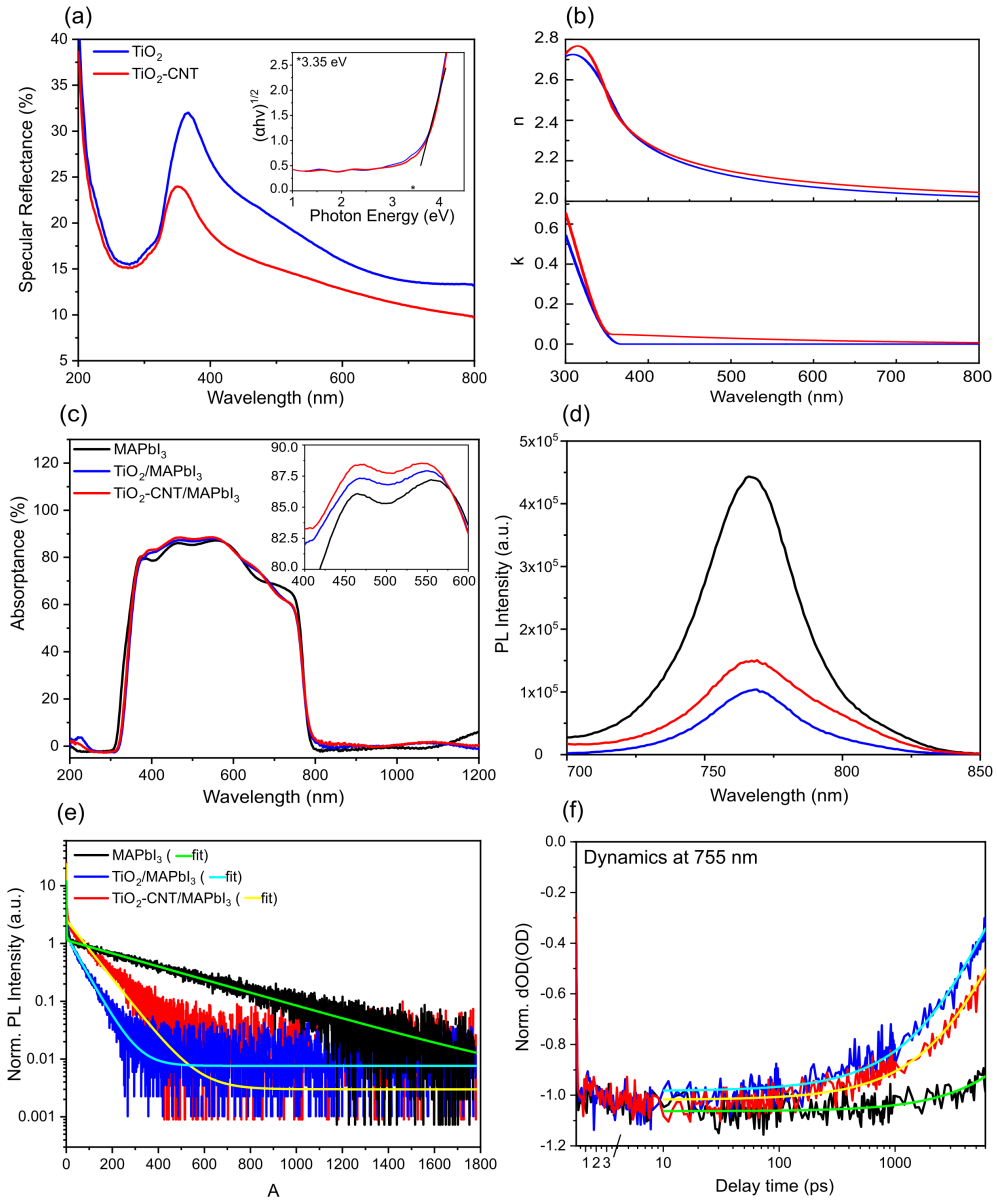 (a)
TiO2
TiO2-CNT
Specular Reflectance (%)
40
35
30
25
20
15
10
5
200
400
600
800
Wavelength (nm)
*3.35 eV
(αhv)1/2
2.5
2.0
1.5
1.0
0.5
0.0
1
2
3
4
*
Photon Energy (eV)
(b)
n
2.8
2.6
2.4
2.2
2.0
k
0.6
0.4
0.2
0.0
300
400
500
600
700
800
Wavelength (nm)
(c)
MAPbI3
TiO2/MAPbI3
TiO2-CNT/MAPbI3
Absorptance (%)
120
100
80
60
40
20
0
200
400
600
800
1000
1200
Wavelength (nm)
90.0
87.5
85.0
82.5
80.0
400
450
500
550
600
(d)
PL Intensity (a.u.)
5x10⁵
4x10⁵
3x10⁵
2x10⁵
1x10⁵
0
700
750
800
850
Wavelength (nm)
(e)
MAPbI3 ( fit)
TiO2/MAPbI3 ( fit)
TiO2-CNT/MAPbI3 ( fit)
Norm. PL Intensity (a.u.)
10
1
0.1
0.01
0.001
0
200
400
600
800
1000
1200
1400
1600
1800
A
(f)
Dynamics at 755 nm
Norm. dOD(OD)
0.0
-0.2
-0.4
-0.6
-0.8
-1.0
-1.2
1 2 3
10
100
1000
Delay time (ps)